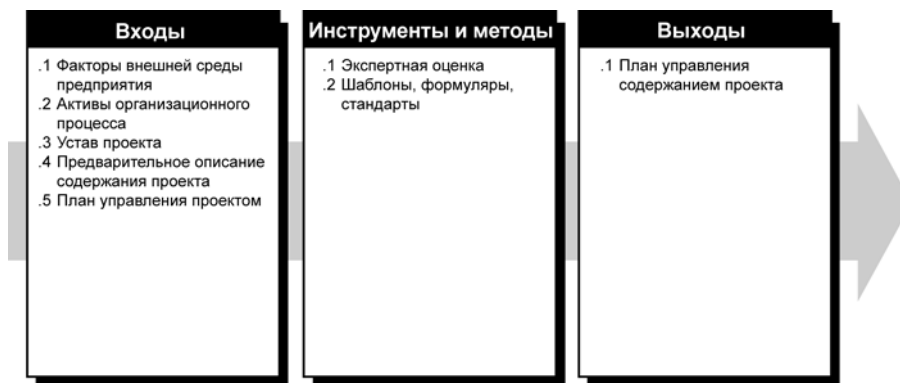 Входы
.1 Факторы внешней среды
предприятия
.2 Активы организационного
процесса
.3 Устав проекта
.4 Предварительное описание
содержания проекта
.5 План управления проектом
Инструменты и методы
.1 Экспертная оценка
.2 Шаблоны, формуляры,
стандарты
Выходы
.1 План управления
содержанием проекта